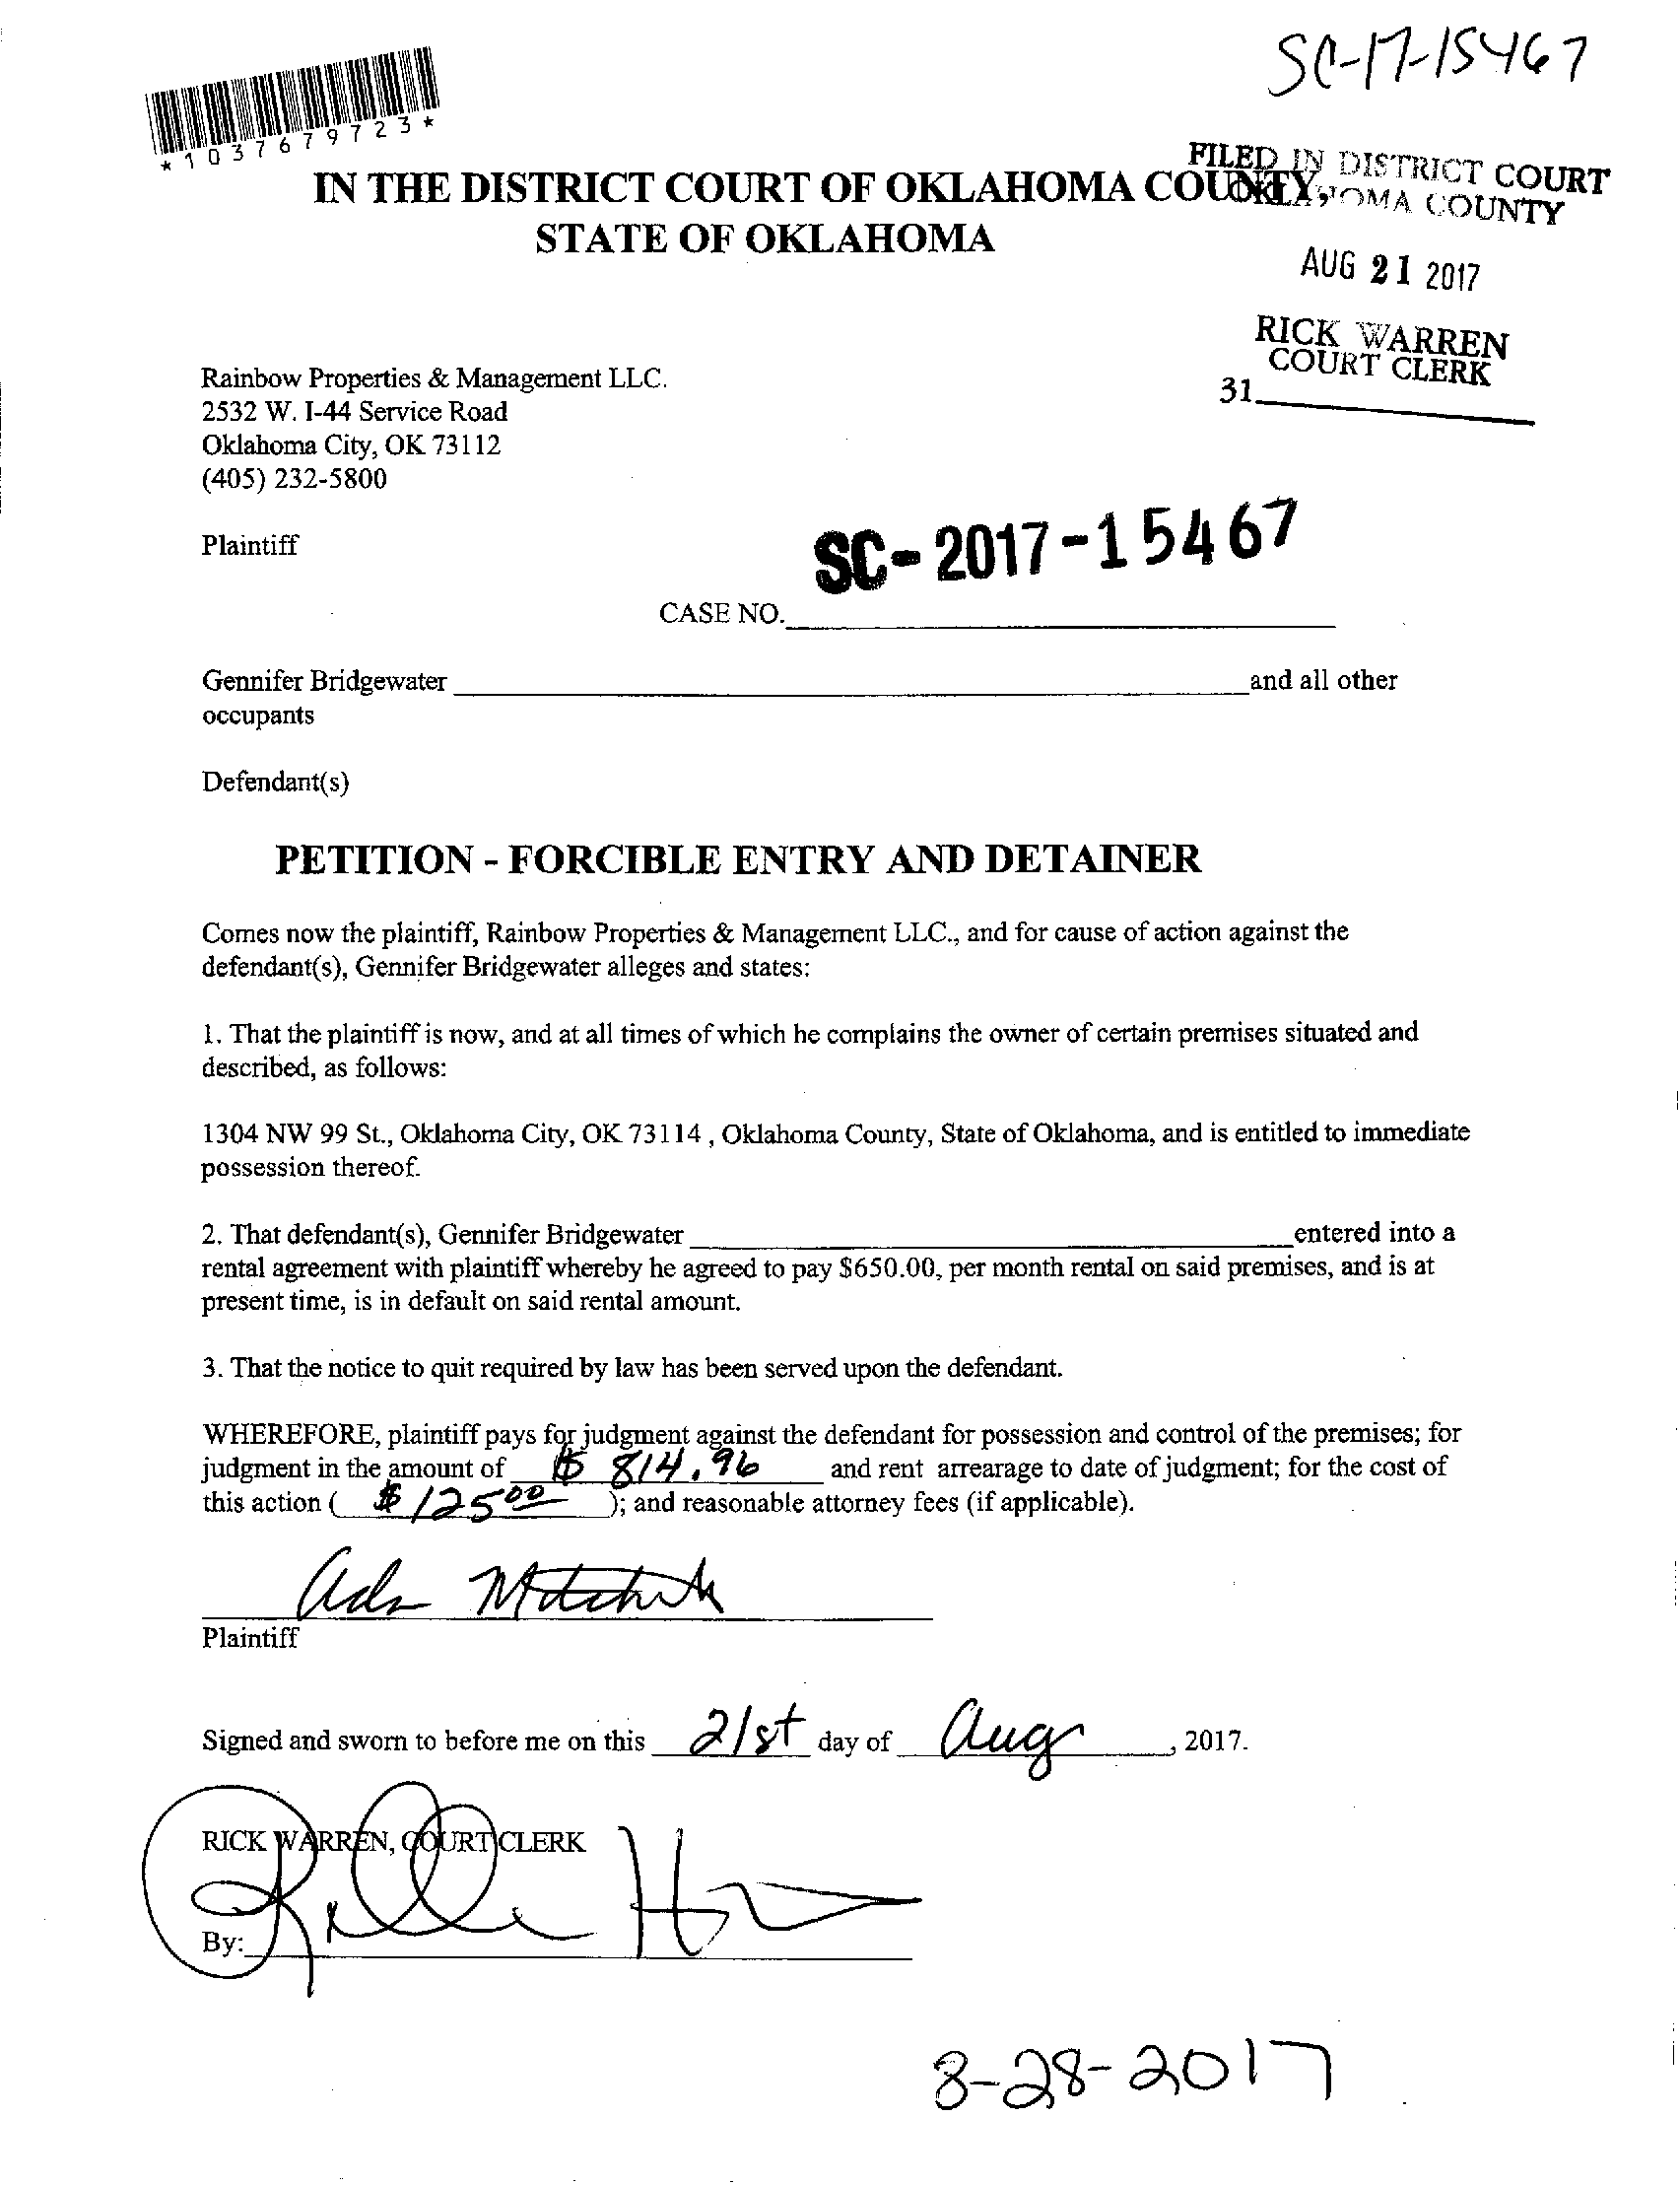 SC-17-15467
*1037679723*
FILED IN DISTRICT COURT
OKLAHOMA COUNTY
IN THE DISTRICT COURT OF OKLAHOMA COUNTY,
STATE OF OKLAHOMA
AUG 21 2017
RICK WARREN
COURT CLERK
31
Rainbow Properties & Management LLC.
2532 W. I-44 Service Road
Oklahoma City, OK 73112
(405) 232-5800
Plaintiff
SC-2017-15467
CASE NO.
Gennifer Bridgewater and all other
occupants
Defendant(s)
PETITION - FORCIBLE ENTRY AND DETAINER
Comes now the plaintiff, Rainbow Properties & Management LLC., and for cause of action against the
defendant(s), Gennifer Bridgewater alleges and states:
1. That the plaintiff is now, and at all times of which he complains the owner of certain premises situated and
described, as follows:
1304 NW 99 St., Oklahoma City, OK 73114 , Oklahoma County, State of Oklahoma, and is entitled to immediate
possession thereof.
2. That defendant(s), Gennifer Bridgewater entered into a
rental agreement with plaintiff whereby he agreed to pay $650.00, per month rental on said premises, and is at
present time, is in default on said rental amount.
3. That the notice to quit required by law has been served upon the defendant.
WHEREFORE, plaintiff pays for judgment against the defendant for possession and control of the premises; for
judgment in the amount of $ 814.96 and rent arrearage to date of judgment; for the cost of
this action ( $ 125 00 ); and reasonable attorney fees (if applicable).
Plaintiff
Signed and sworn to before me on this 21st day of Aug, 2017.
RICK WARREN, COURT CLERK
By:
8-28-2017